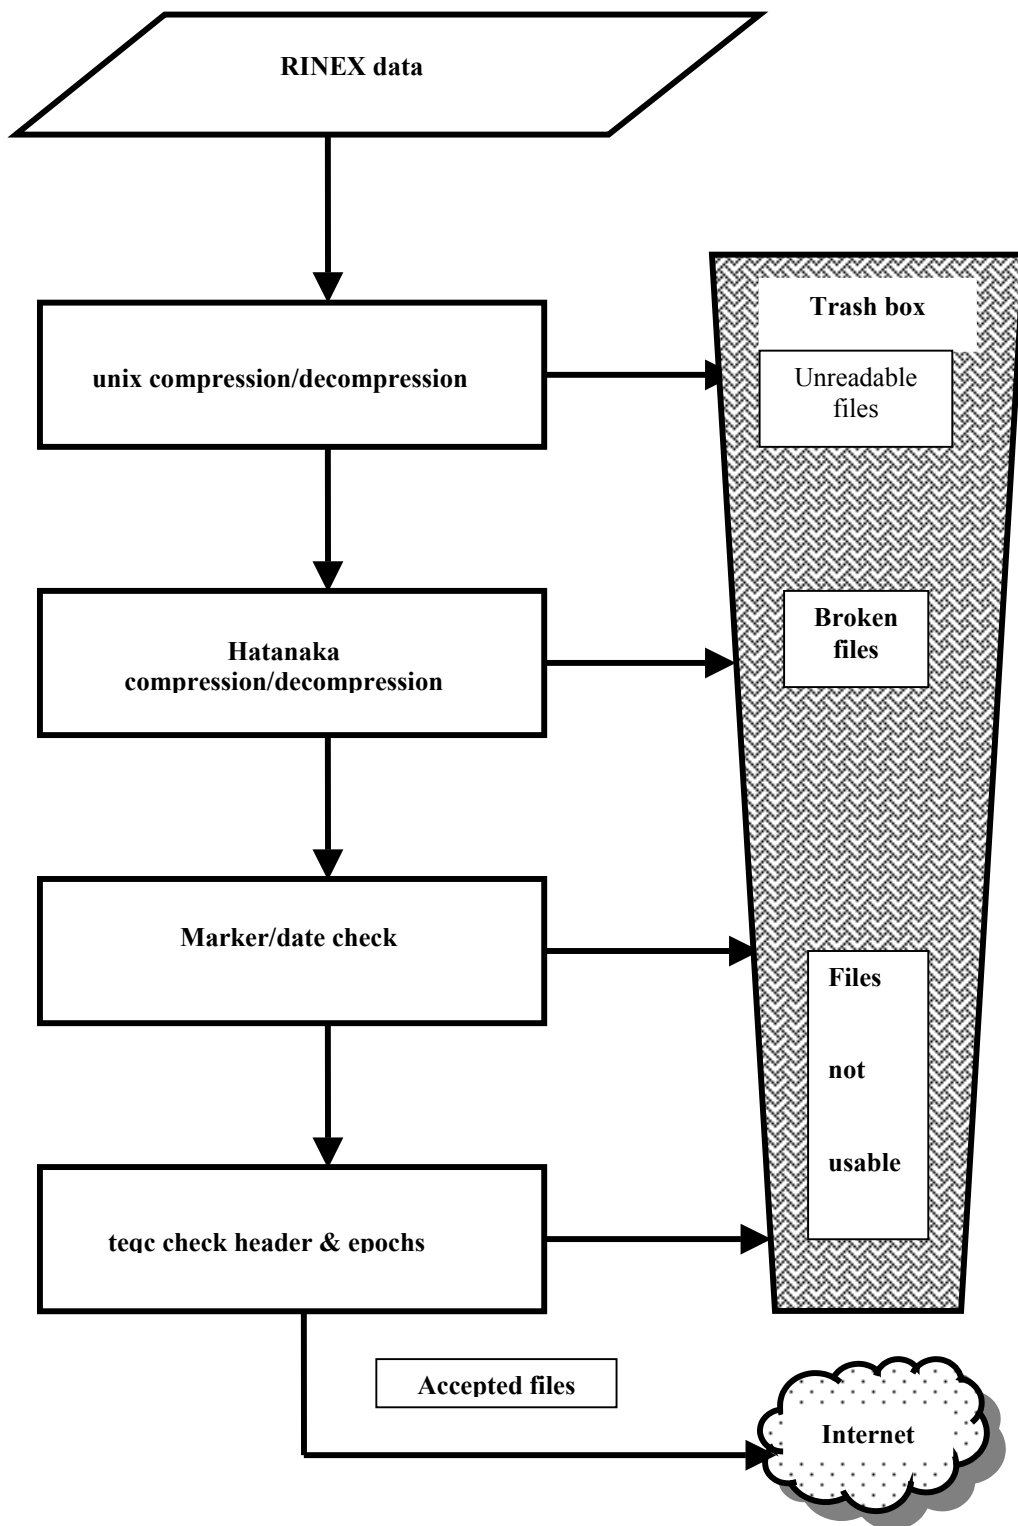 RINEX data
Trash box
unix compression/decompression
Unreadable
files
Hatanaka
compression/decompression
Broken
files
Marker/date check
Files
not
usable
teqc check header & epochs
Accepted files
Internet